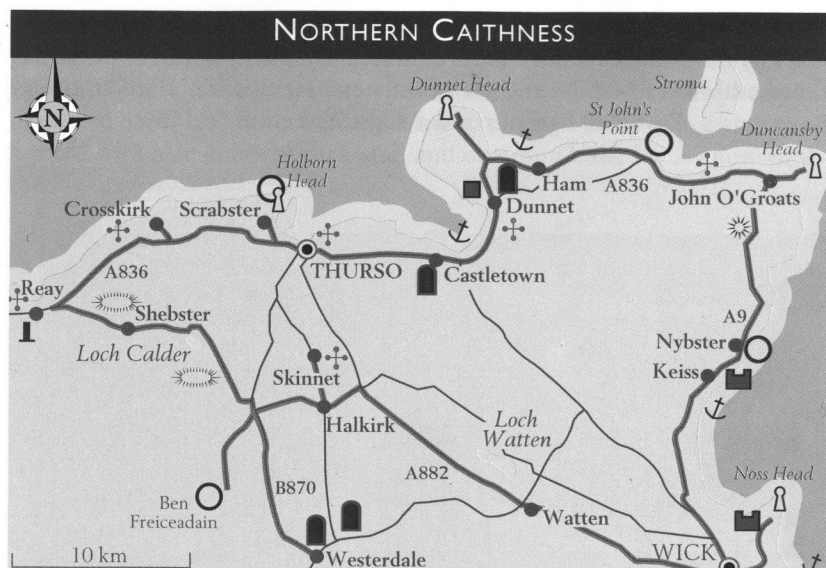 NORTHERN CAITHNESS
Dunnet Head
Stroma
St John's
Point
Duncansby
Head
N
Holborn
Head
Ham
A836
John O'Groats
Crosskirk
Scrabster
Dunnet
THURSO
Castletown
A836
Reay
Shebster
A9
Loch Calder
Nybster
Keiss
Skinnet
Halkirk
Loch
Watten
Noss Head
B870
A882
Ben
Freiceadain
Watten
10 km
Westerdale
WICK